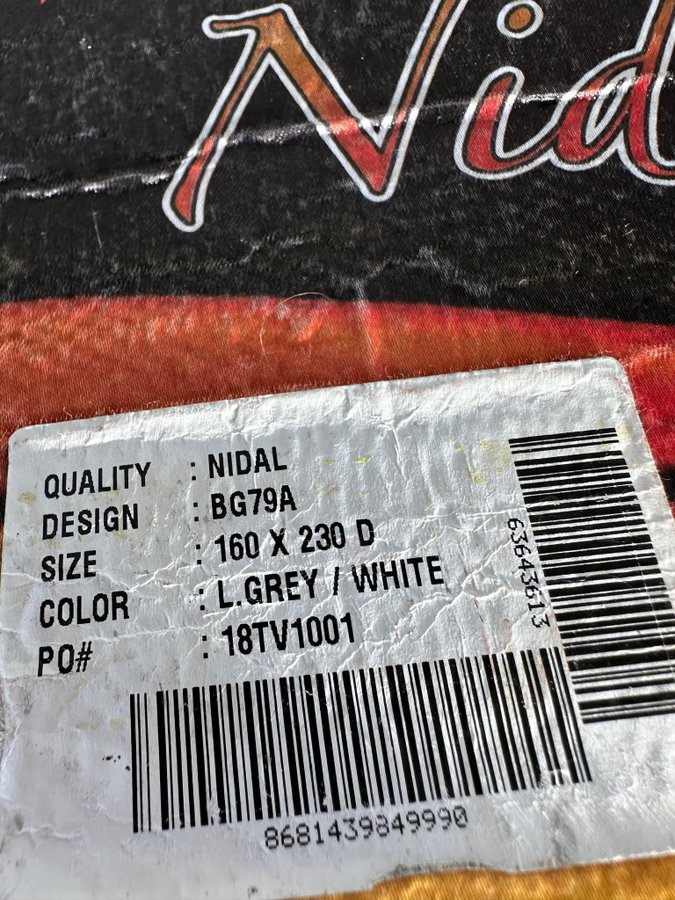 Nid
QUALITY : NIDAL
DESIGN : BG79A
SIZE : 160 X 230 D
COLOR : L.GREY / WHITE
PO# : 18TV1001
63643613
8681439849990